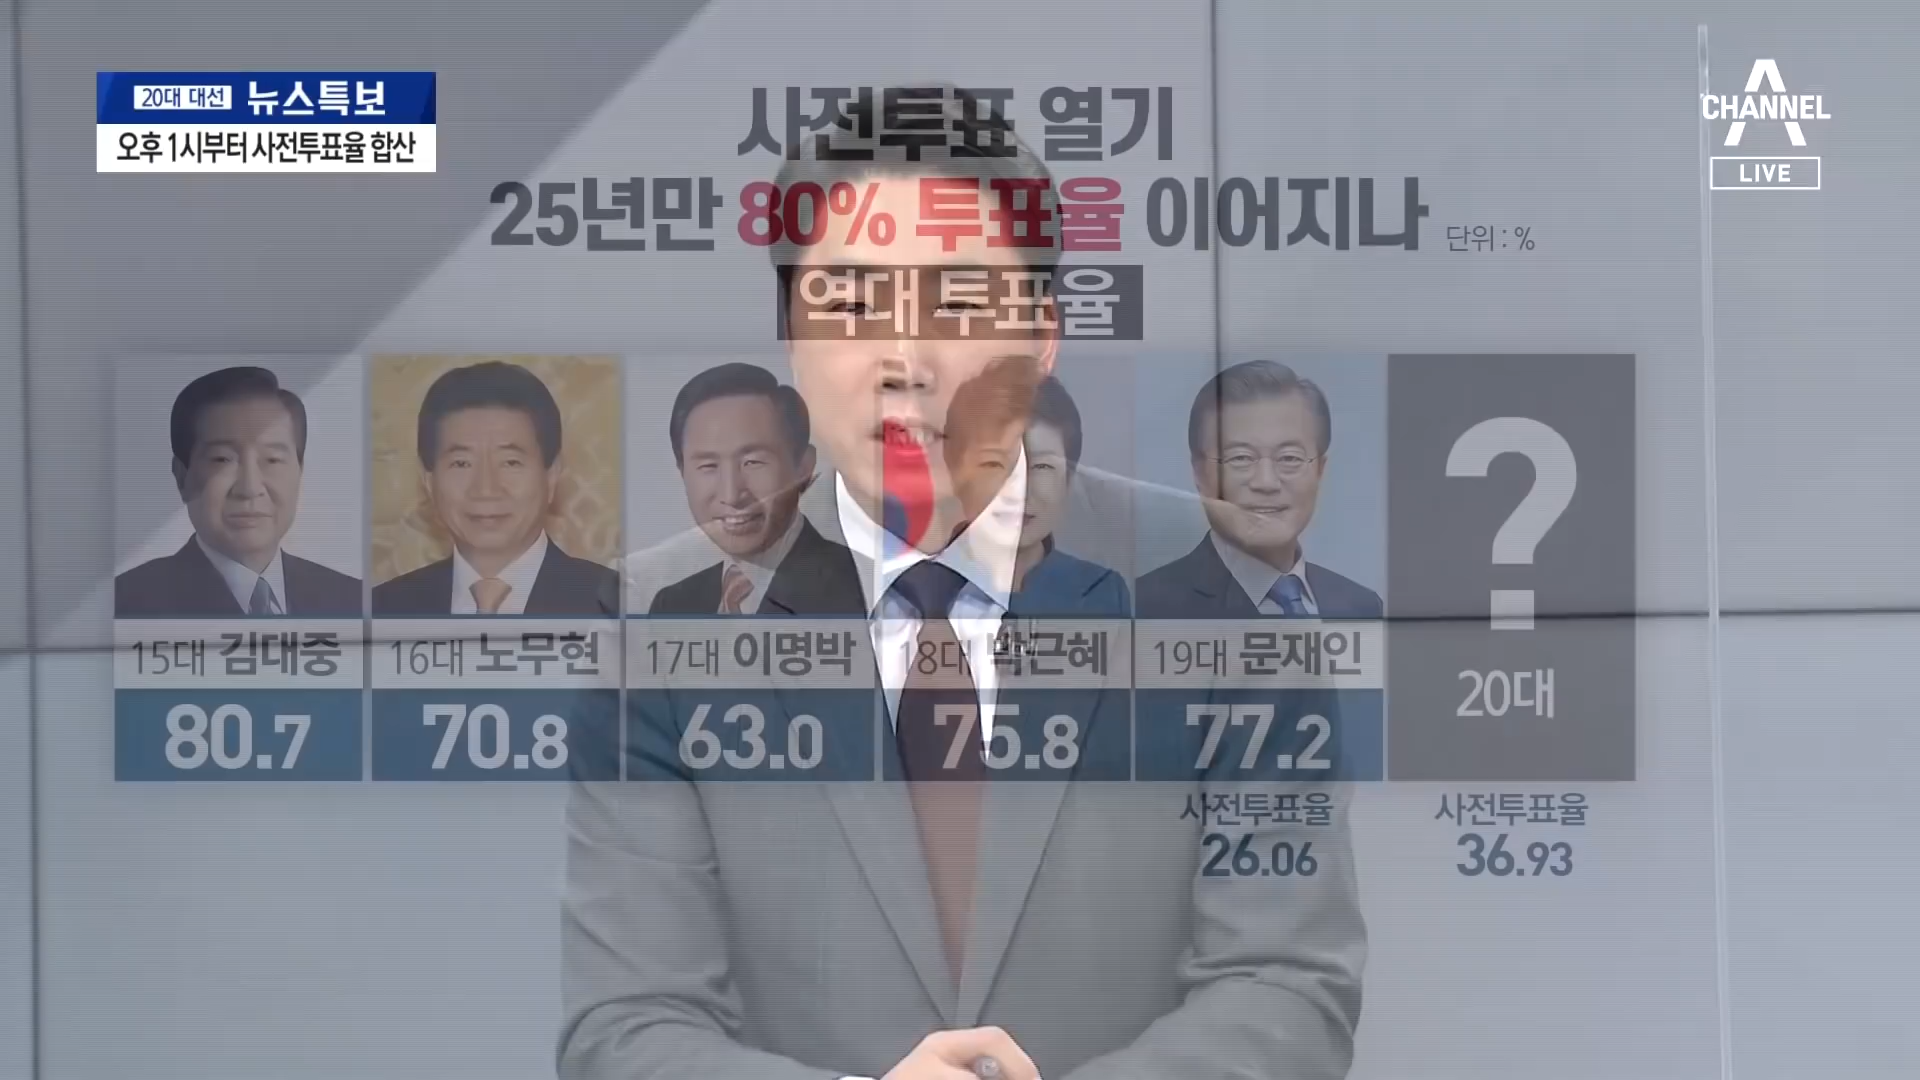 20대 대선 뉴스특보
오후 1시부터 사전투표율 합산
CHANNEL A
LIVE
사전투표 열기
25년만 80% 투표율 이어지나
단위 : %
역대 투표율
15대 김대중
80.7
16대 노무현
70.8
17대 이명박
63.0
18대 박근혜
75.8
19대 문재인
77.2
20대
?
사전투표율
26.06
사전투표율
36.93